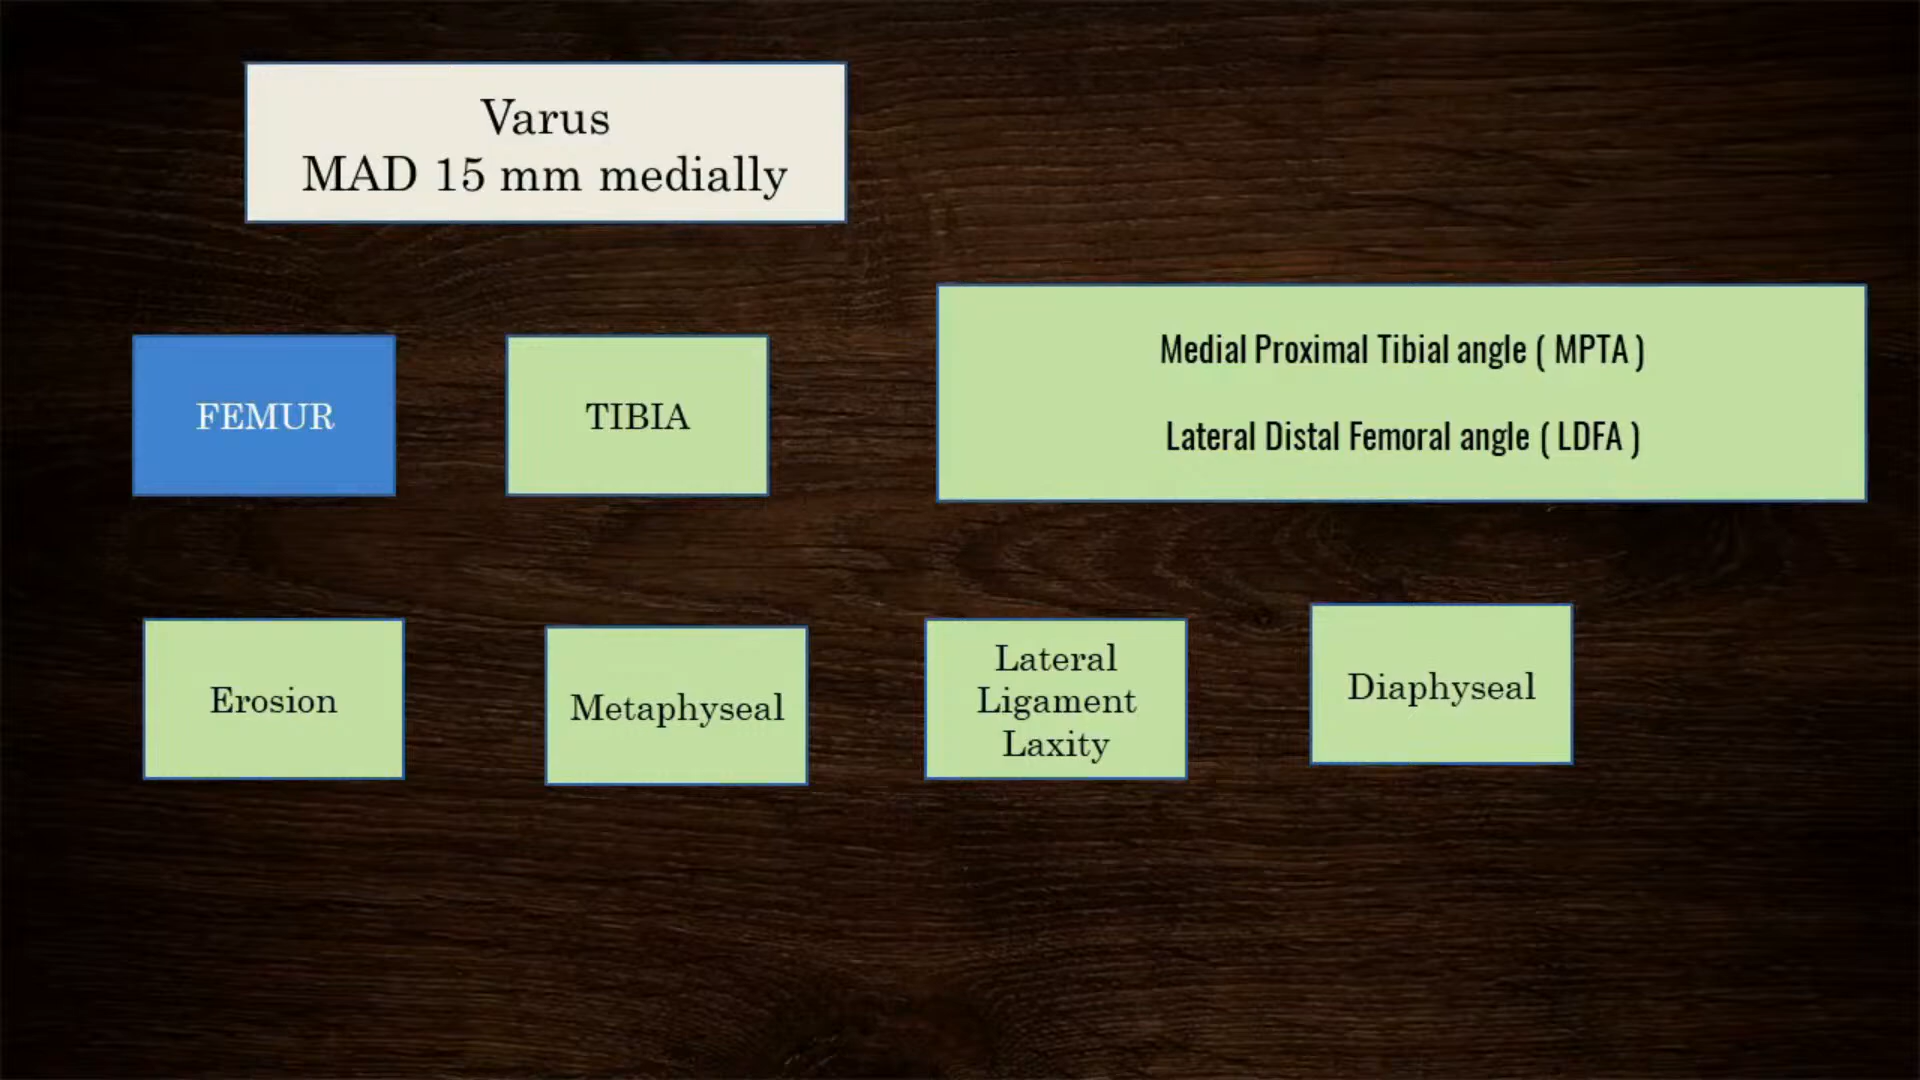 Varus
MAD 15 mm medially
FEMUR
TIBIA
Medial Proximal Tibial angle ( MPTA )
Lateral Distal Femoral angle ( LDFA )
Erosion
Metaphyseal
Lateral
Ligament
Laxity
Diaphyseal